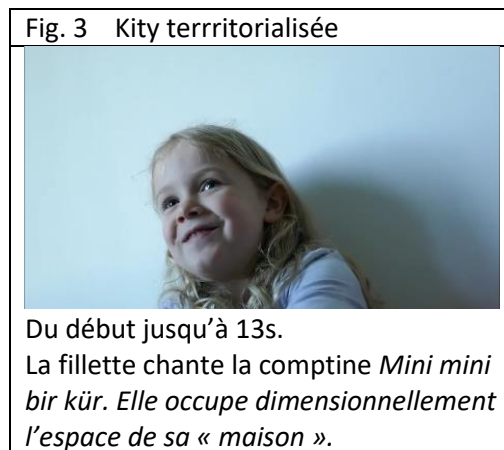 Fig. 3 Kity terrritorialisée
Du début jusqu’à 13s.
La fillette chante la comptine Mini mini
bir kür. Elle occupe dimensionnellement
l’espace de sa « maison ».